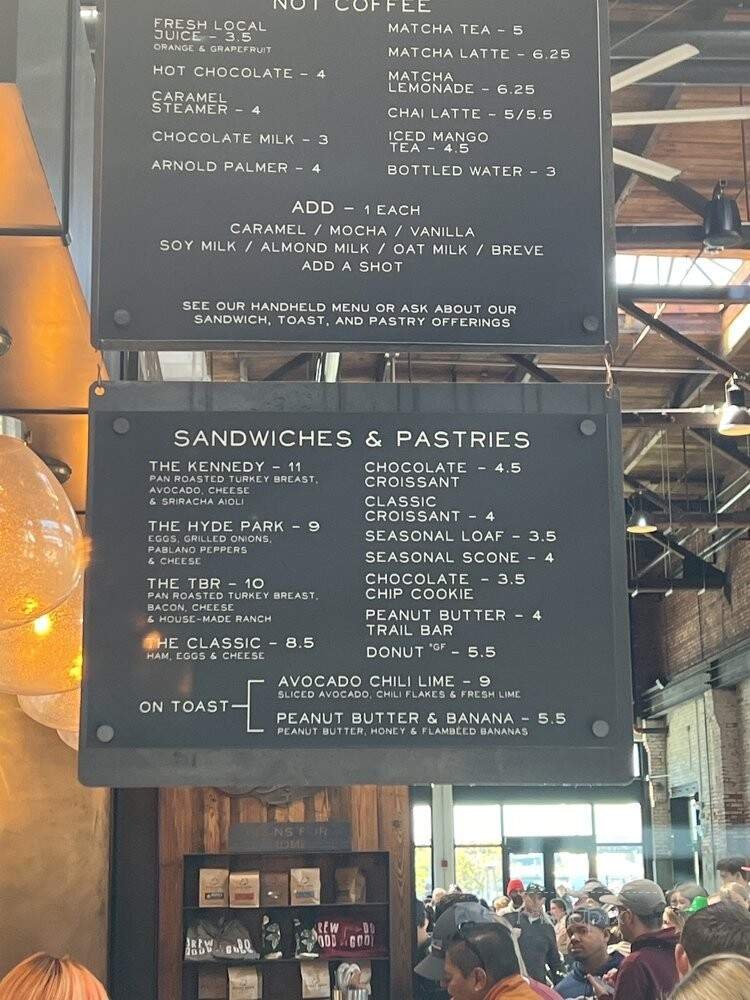 NOT COFFEE
FRESH LOCAL
JUICE - 3.5
ORANGE & GRAPEFRUIT
HOT CHOCOLATE - 4
CARAMEL
STEAMER - 4
CHOCOLATE MILK - 3
ARNOLD PALMER - 4
MATCHA TEA - 5
MATCHA LATTE - 6.25
MATCHA
LEMONADE - 6.25
CHAI LATTE - 5/5.5
ICED MANGO
TEA - 4.5
BOTTLED WATER - 3
ADD - 1 EACH
CARAMEL / MOCHA / VANILLA
SOY MILK / ALMOND MILK / OAT MILK / BREVE
ADD A SHOT
SEE OUR HANDHELD MENU OR ASK ABOUT OUR
SANDWICH, TOAST, AND PASTRY OFFERINGS
SANDWICHES & PASTRIES
THE KENNEDY - 11
PAN ROASTED TURKEY BREAST,
AVOCADO, CHEESE
& SRIRACHA AIOLI
THE HYDE PARK - 9
EGGS, GRILLED ONIONS,
PABLANO PEPPERS
& CHEESE
THE TBR - 10
PAN ROASTED TURKEY BREAST,
BACON, CHEESE
& HOUSE-MADE RANCH
THE CLASSIC - 8.5
HAM, EGGS & CHEESE
CHOCOLATE - 4.5
CROISSANT
CLASSIC
CROISSANT - 4
SEASONAL LOAF - 3.5
SEASONAL SCONE - 4
CHOCOLATE - 3.5
CHIP COOKIE
PEANUT BUTTER - 4
TRAIL BAR
DONUT *GF - 5.5
ON TOAST
AVOCADO CHILI LIME - 9
SLICED AVOCADO, CHILI FLAKES & FRESH LIME
PEANUT BUTTER & BANANA - 5.5
PEANUT BUTTER, HONEY & FLAMBÉED BANANAS